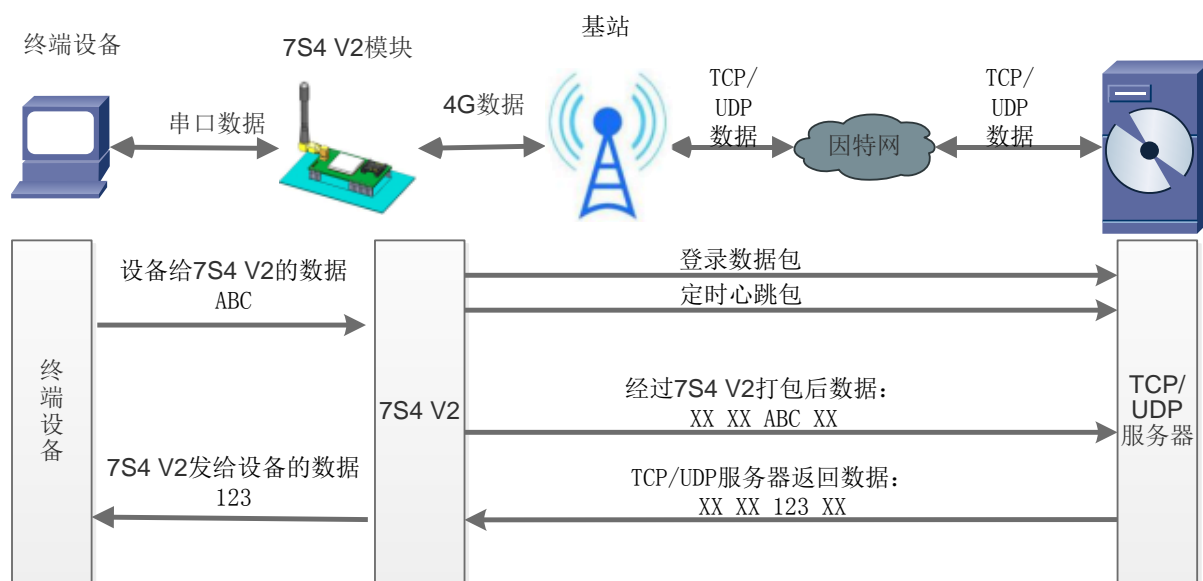 终端设备
7S4 V2模块
基站
串口数据
4G数据
TCP/
UDP
数据
因特网
TCP/
UDP
数据
设备给7S4 V2的数据
ABC
登录数据包
定时心跳包
终
端
设
备
7S4 V2
经过7S4 V2打包后数据：
XX XX ABC XX
TCP/
UDP
服务器
7S4 V2发给设备的数据
123
TCP/UDP服务器返回数据：
XX XX 123 XX